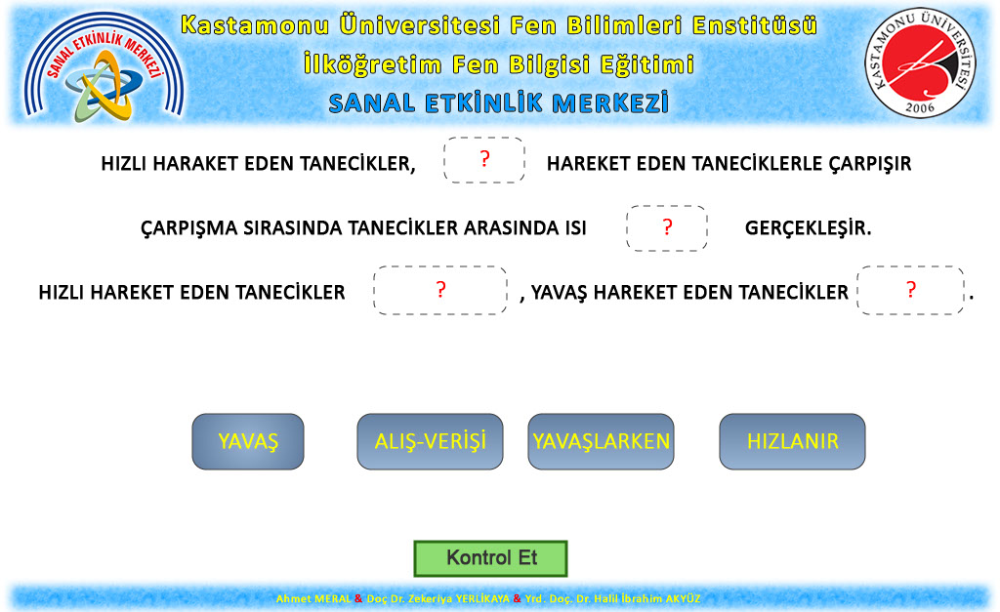 Kastamonu Üniversitesi Fen Bilimleri Enstitüsü
İlköğretim Fen Bilgisi Eğitimi
SANAL ETKİNLİK MERKEZİ
SANAL ETKİNLİK MERKEZİ
KASTAMONU ÜNİVERSİTESİ
2006
HIZLI HARAKET EDEN TANECİKLER, ? HAREKET EDEN TANECİKLERLE ÇARPIŞIR
ÇARPIŞMA SIRASINDA TANECİKLER ARASINDA ISI ? GERÇEKLEŞİR.
HIZLI HAREKET EDEN TANECİKLER ? , YAVAŞ HAREKET EDEN TANECİKLER ? .
YAVAŞ ALIŞ-VERİŞİ YAVAŞLARKEN HIZLANIR
Kontrol Et
Ahmet MERAL & Doç Dr. Zekeriya YERLİKAYA & Yrd. Doç. Dr. Halil İbrahim AKYÜZ